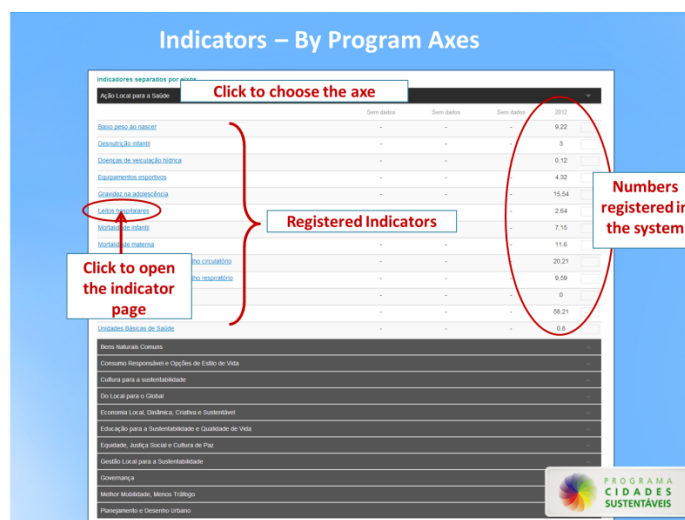 Indicators – By Program Axes
Indicadores separados por eixos
Ação Local para a Saúde
Click to choose the axe
Sem dados Sem dados Sem dados 2012
Baixo peso ao nascer - - - 9,22
Desnutrição infantil - - - 3
Doenças de veiculação hídrica - - - 0,12
Equipamentos esportivos - - - 4,32
Gravidez na adolescência - - - 15,54
Leitos hospitalares - 2,64
Mortalidade infantil - 7,15
Mortalidade materna - - - 11,6
lho circulatório - - - 20,21
lho respiratório - - - 9,59
- - - 0
- - - 58,21
Unidades Básicas de Saúde - - - 0,6
Registered Indicators
Numbers
registered in
the system
Click to open
the indicator
page
Bens Naturais Comuns
Consumo Responsável e Opções de Estilo de Vida
Cultura para a sustentabilidade
Do Local para o Global
Economia Local, Dinâmica, Criativa e Sustentável
Educação para a Sustentabilidade e Qualidade de Vida
Equidade, Justiça Social e Cultura de Paz
Gestão Local para a Sustentabilidade
Governança
Melhor Mobilidade, Menos Tráfego
Planejamento e Desenho Urbano
PROGRAMA
CIDADES
SUSTENTÁVEIS